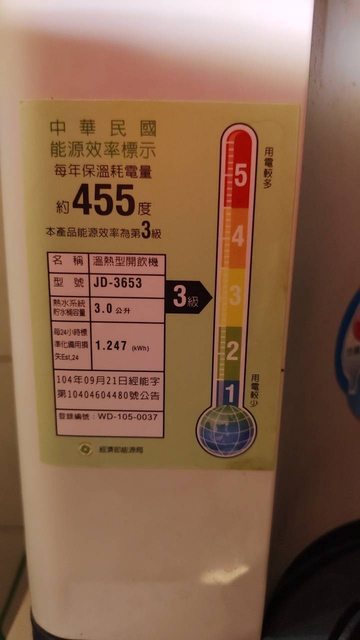 中華民國
能源效率標示
每年保溫耗電量
約455度
本產品能源效率為第3級
名稱 溫熱型開飲機
型號 JD-3653
熱水系統貯水桶容量 3.0 公升
每24小時標準化備用損失Est,24 1.247 (kWh)
104年09月21日經能字
第10404604480號公告
登錄編號：WD-105-0037
經濟部能源局
用電較多
5
4
3
3級
2
1
用電較少